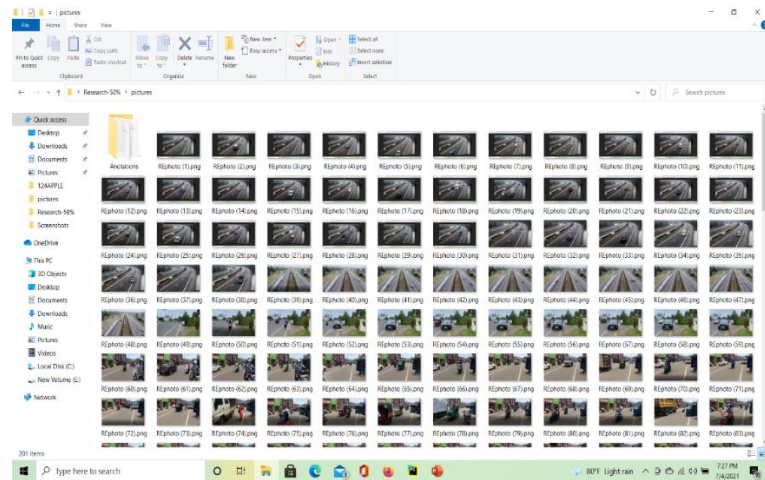 pictures
File Home Share View
Pin to Quick access Copy Paste Cut Copy path Paste shortcut Move to Copy to Delete Rename New folder New item Easy access Properties Open Edit History Select all Select none Invert selection
Clipboard Organize New Open Select
Research-50% pictures Search pictures
Quick access
Desktop
Downloads
Documents
Pictures
124APPLE
pictures
Research-50%
Screenshots
OneDrive
This PC
3D Objects
Desktop
Documents
Downloads
Music
Pictures
Videos
Local Disk (C:)
New Volume (E:)
Network
Anotations REphoto (1).png REphoto (2).png REphoto (3).png REphoto (4).png REphoto (5).png REphoto (6).png REphoto (7).png REphoto (8).png REphoto (9).png REphoto (10).png REphoto (11).png
REphoto (12).png REphoto (13).png REphoto (14).png REphoto (15).png REphoto (16).png REphoto (17).png REphoto (18).png REphoto (19).png REphoto (20).png REphoto (21).png REphoto (22).png REphoto (23).png
REphoto (24).png REphoto (25).png REphoto (26).png REphoto (27).png REphoto (28).png REphoto (29).png REphoto (30).png REphoto (31).png REphoto (32).png REphoto (33).png REphoto (34).png REphoto (35).png
REphoto (36).png REphoto (37).png REphoto (38).png REphoto (39).png REphoto (40).png REphoto (41).png REphoto (42).png REphoto (43).png REphoto (44).png REphoto (45).png REphoto (46).png REphoto (47).png
REphoto (48).png REphoto (49).png REphoto (50).png REphoto (51).png REphoto (52).png REphoto (53).png REphoto (54).png REphoto (55).png REphoto (56).png REphoto (57).png REphoto (58).png REphoto (59).png
REphoto (60).png REphoto (61).png REphoto (62).png REphoto (63).png REphoto (64).png REphoto (65).png REphoto (66).png REphoto (67).png REphoto (68).png REphoto (69).png REphoto (70).png REphoto (71).png
REphoto (72).png REphoto (73).png REphoto (74).png REphoto (75).png REphoto (76).png REphoto (77).png REphoto (78).png REphoto (79).png REphoto (80).png REphoto (81).png REphoto (82).png REphoto (83).png
201 items
Type here to search 80°F Light rain 7:27 PM
7/4/2021